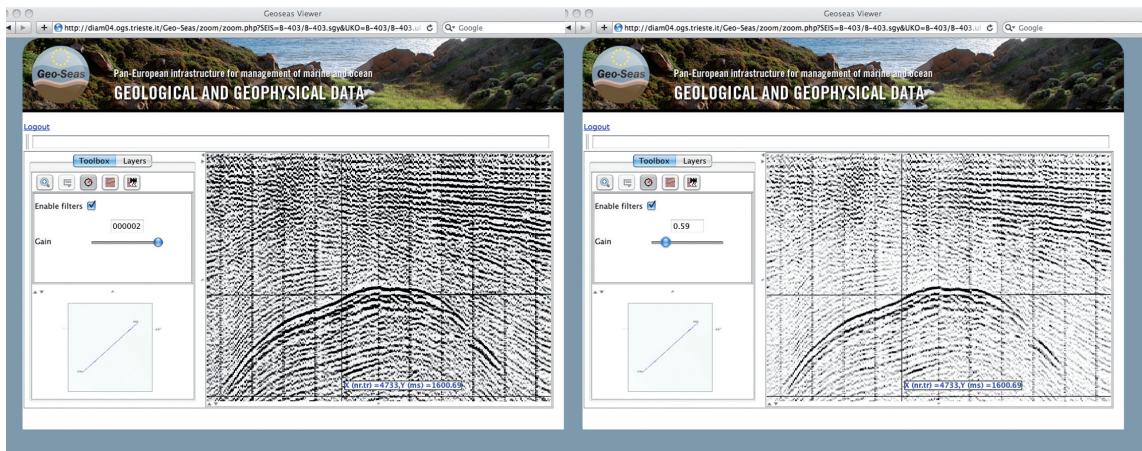 Geoseas Viewer
http://diam04.ogs.trieste.it/Geo-Seas/zoom/zoom.php?SEIS=B-403/B-403.sgy&UKO=B-403/B-403.u
Google
Geo-Seas
Pan-European infrastructure for management of marine and ocean
GEOLOGICAL AND GEOPHYSICAL DATA
Logout
Toolbox Layers
Enable filters
000002
Gain
X (nr.tr) =4733,Y (ms) =1600.69
Geoseas Viewer
http://diam04.ogs.trieste.it/Geo-Seas/zoom/zoom.php?SEIS=B-403/B-403.sgy&UKO=B-403/B-403.u
Google
Geo-Seas
Pan-European infrastructure for management of marine and ocean
GEOLOGICAL AND GEOPHYSICAL DATA
Logout
Toolbox Layers
Enable filters
0.59
Gain
X (nr.tr) =4733,Y (ms) =1600.69